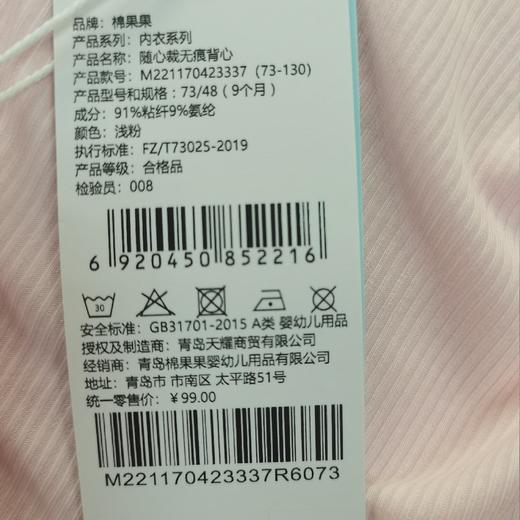 品牌: 棉果果
产品系列: 内衣系列
产品名称: 随心裁无痕背心
产品款号: M221170423337 (73-130)
产品型号和规格: 73/48 (9个月)
成分: 91%粘纤9%氨纶
颜色: 浅粉
执行标准: FZ/T73025-2019
产品等级: 合格品
检验员: 008
6 920450 852216
30
安全标准: GB31701-2015 A类 婴幼儿用品
授权及制造商: 青岛天耀商贸有限公司
经销商: 青岛棉果果婴幼儿用品有限公司
地址: 青岛市 市南区 太平路51号
统一零售价: ¥99.00
M221170423337R6073